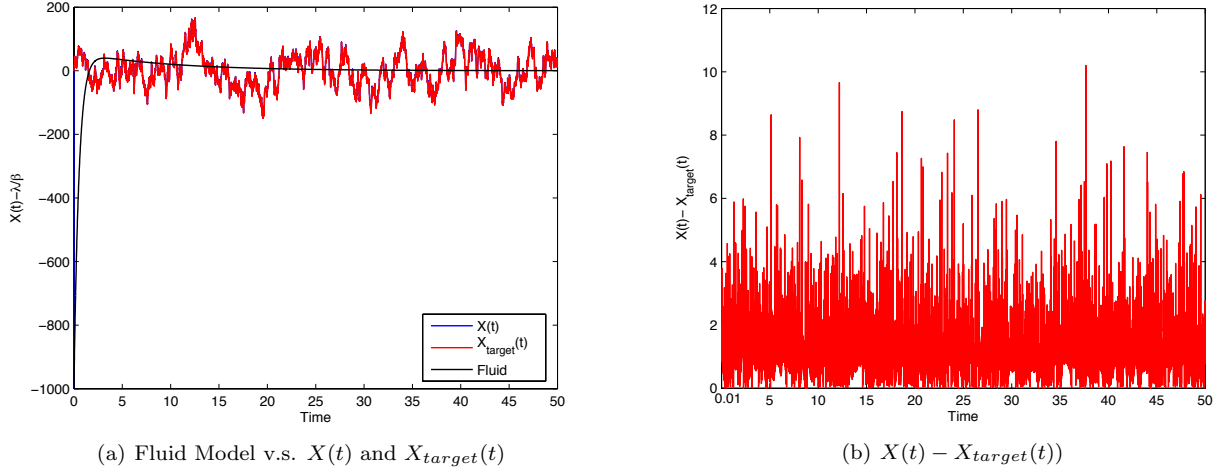 200
0
−200
−400
−600
−800
−1000
X(t)−λ/β
0 5 10 15 20 25 30 35 40 45 50
Time
X(t)
X_target(t)
Fluid
(a) Fluid Model v.s. X(t) and X_target(t)
12
10
8
6
4
2
0
X(t)− X_target(t)
0.01 5 10 15 20 25 30 35 40 45 50
Time
(b) X(t) − X_target(t))